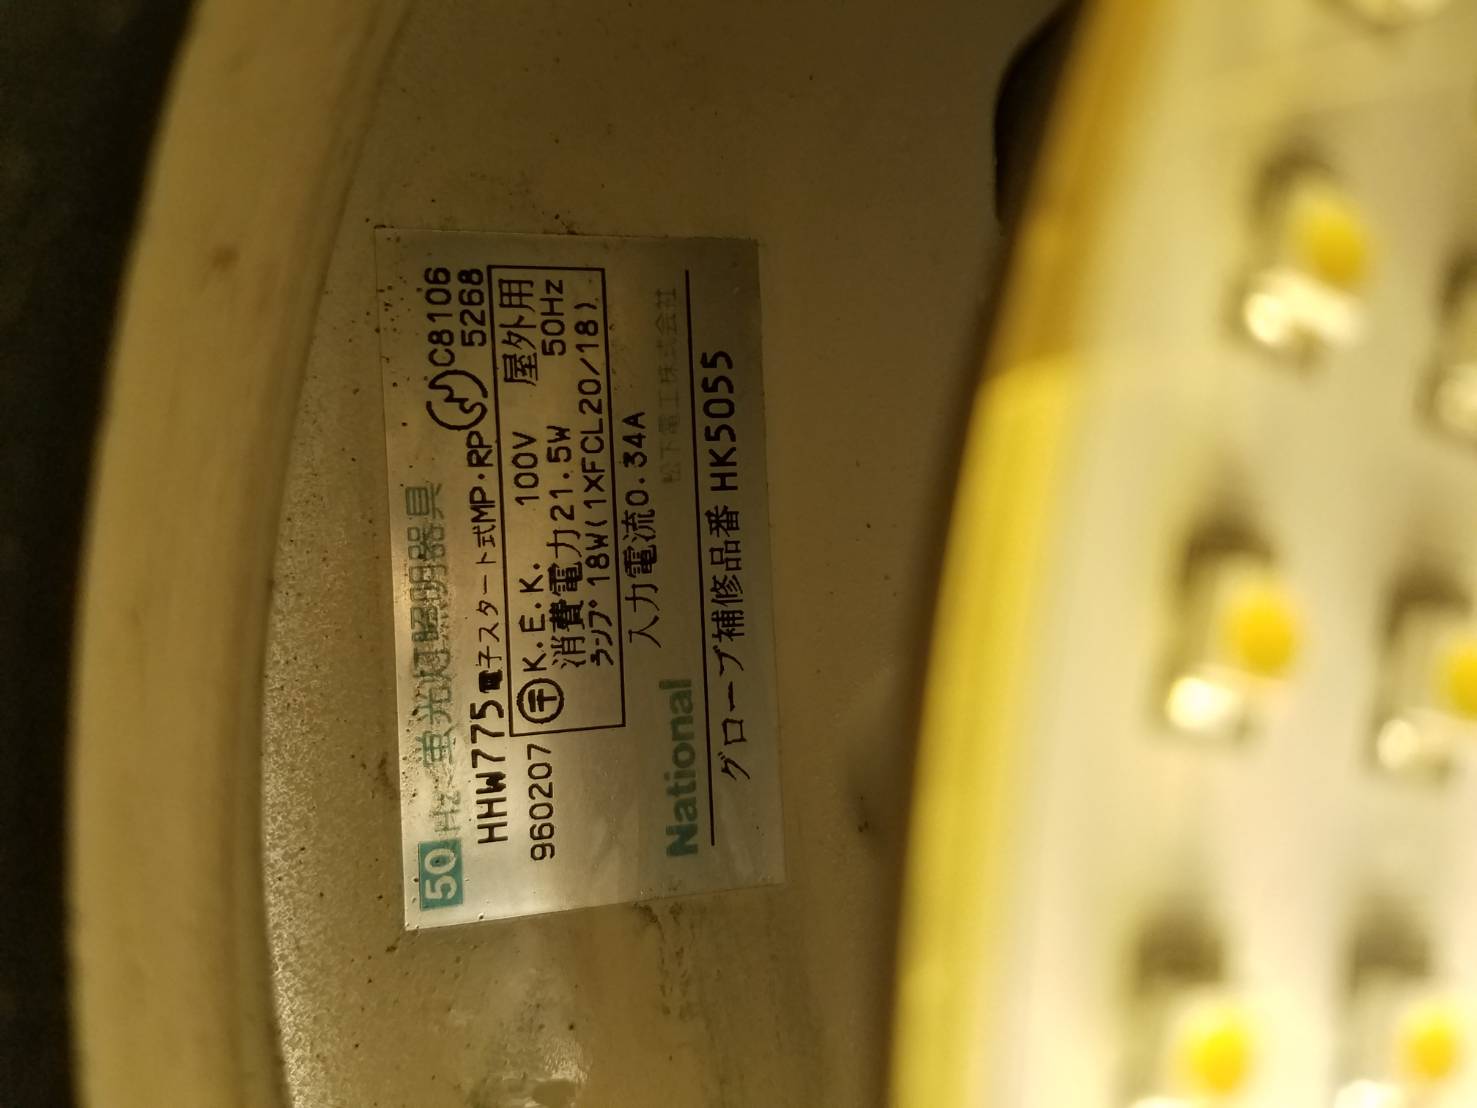 50Hz 蛍光灯照明器具
HHW775 電子スタート式MP・RP C8106
5268
960207 〒 K.E.K. 100V 屋外用
消費電力21.5W 50Hz
ランプ 18W(1×FCL20/18)
入力電流0.34A
National 松下電工株式会社
グローブ補修品番 HK5055